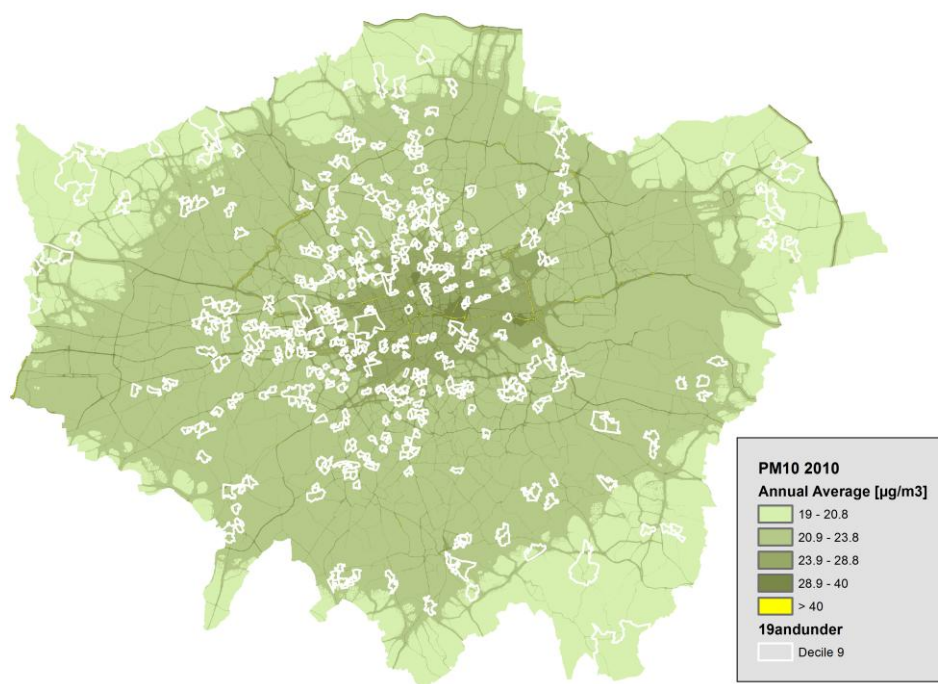 PM10 2010
Annual Average [µg/m3]
19 - 20.8
20.9 - 23.8
23.9 - 28.8
28.9 - 40
> 40
19andunder
Decile 9